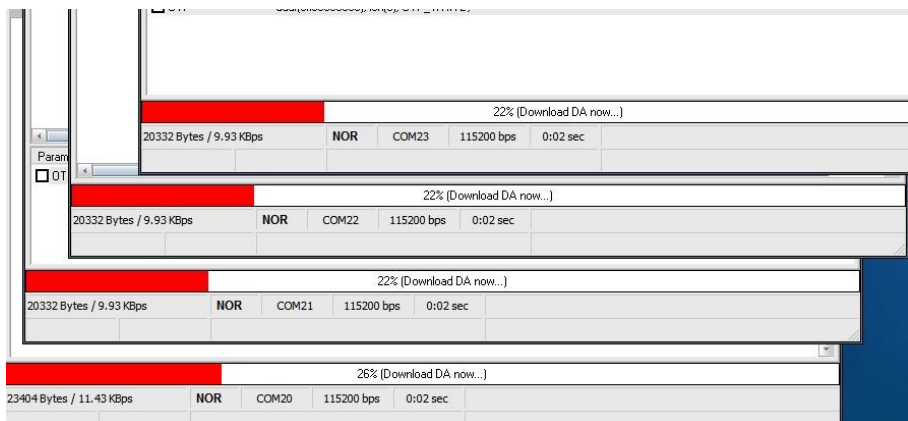 22% (Download DA now...)
20332 Bytes / 9.93 KBps NOR COM23 115200 bps 0:02 sec
Param
OT
22% (Download DA now...)
20332 Bytes / 9.93 KBps NOR COM22 115200 bps 0:02 sec
22% (Download DA now...)
20332 Bytes / 9.93 KBps NOR COM21 115200 bps 0:02 sec
26% (Download DA now...)
23404 Bytes / 11.43 KBps NOR COM20 115200 bps 0:02 sec